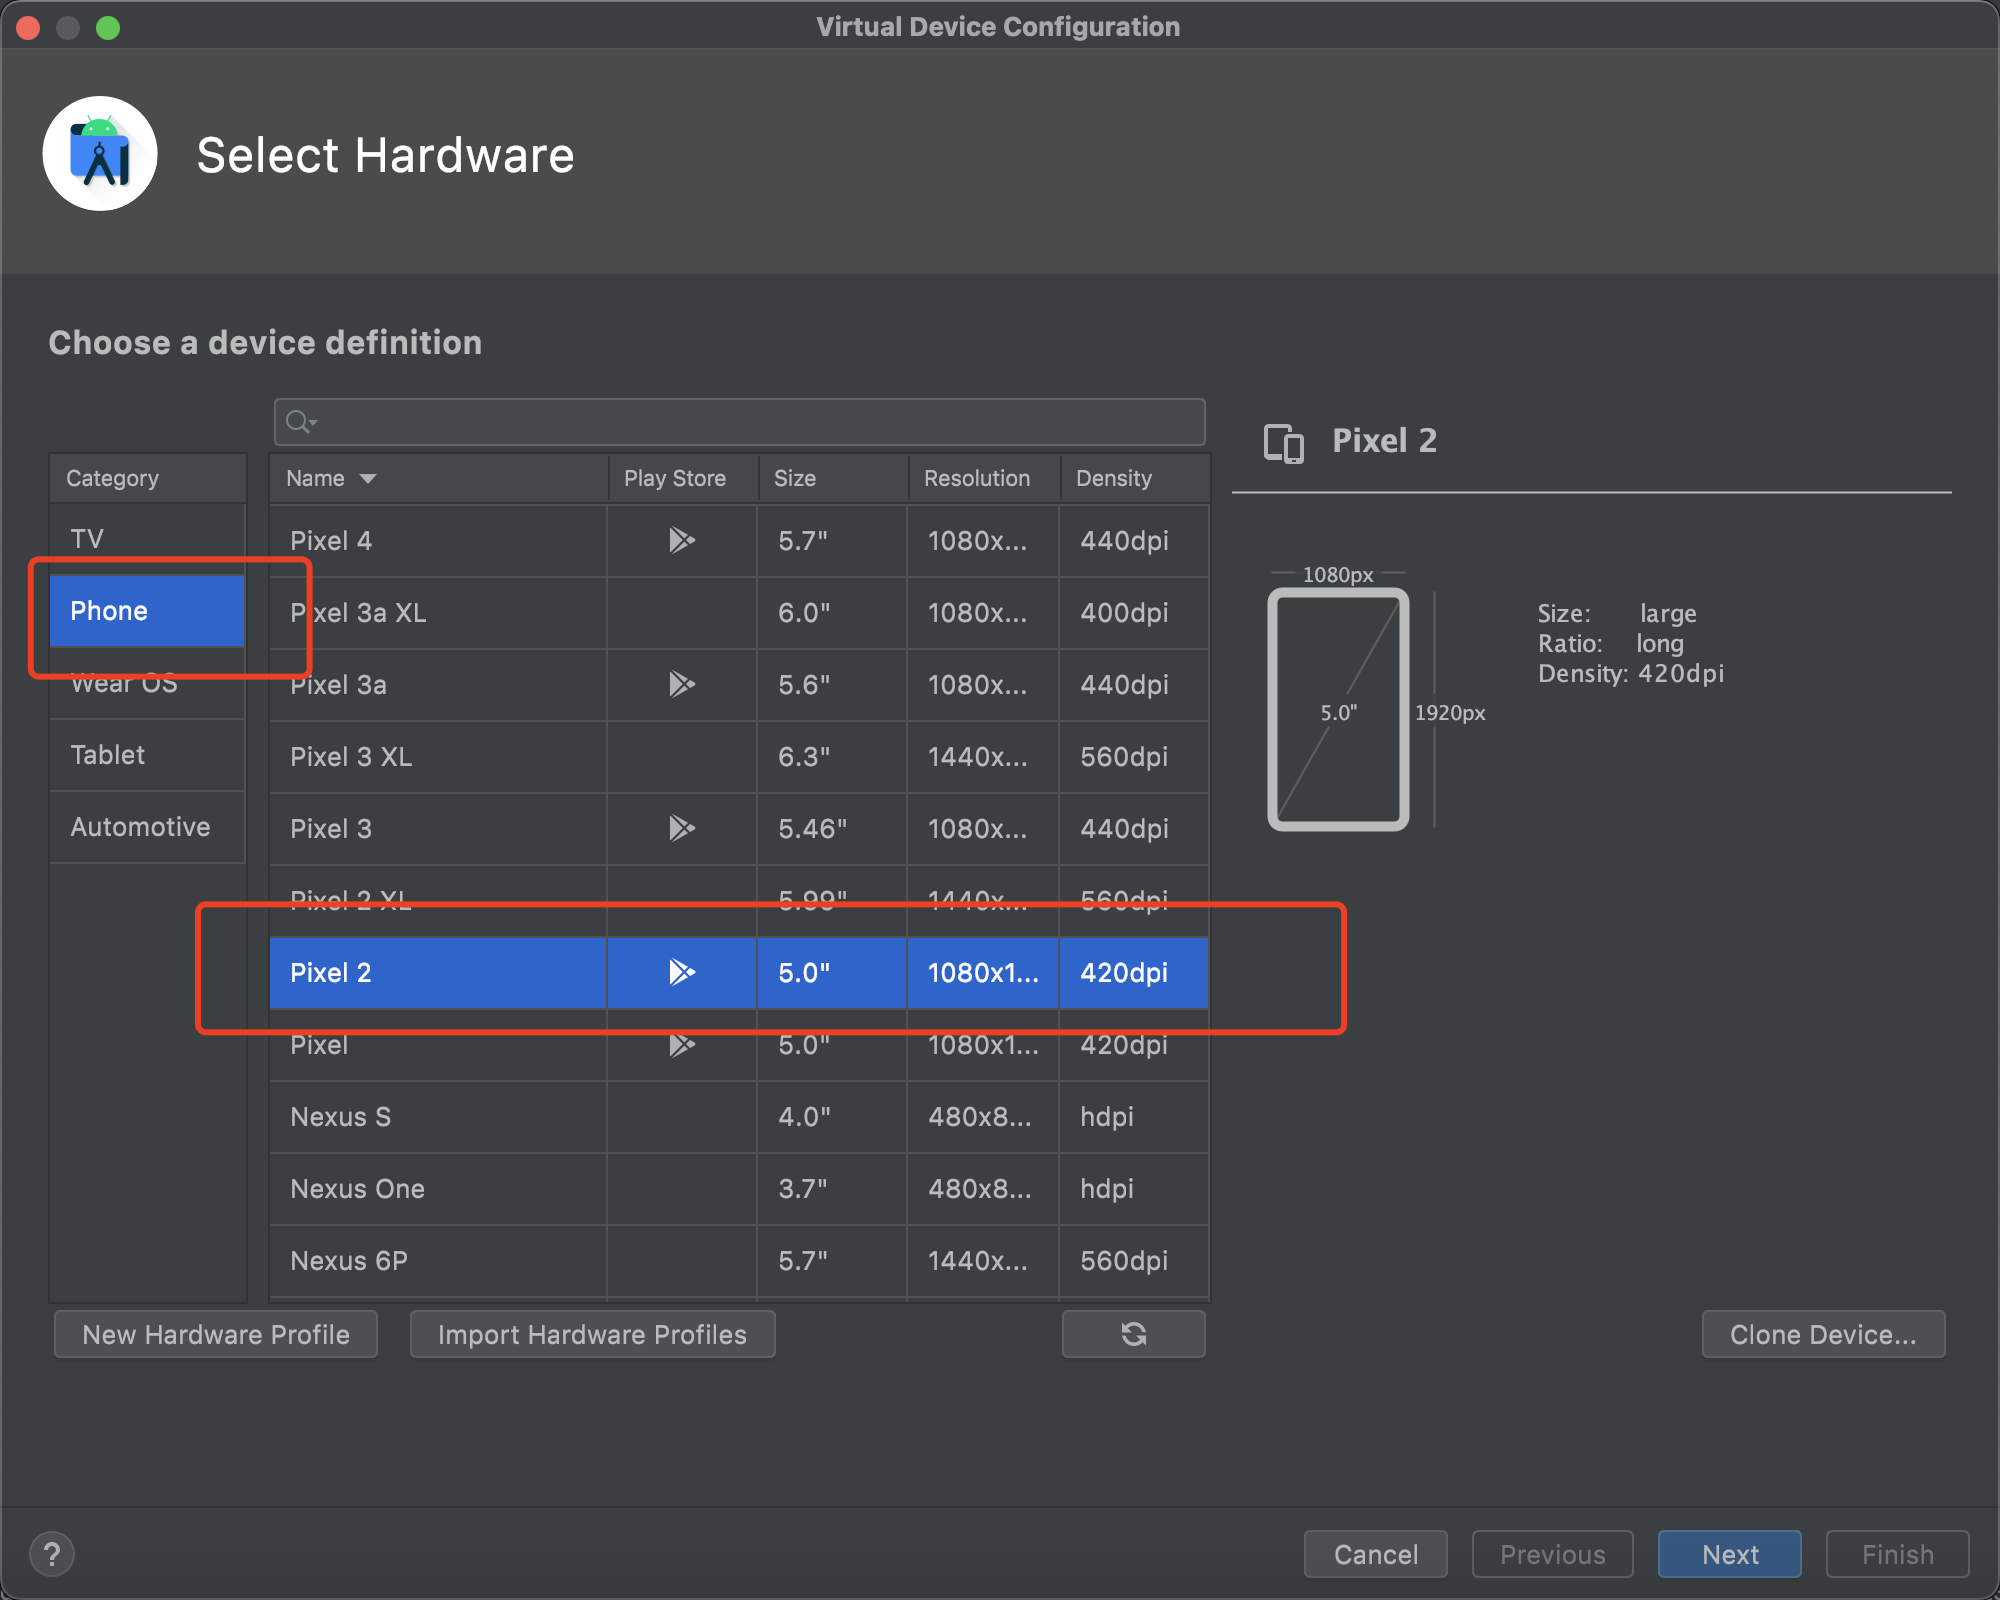 Virtual Device Configuration
Select Hardware
Choose a device definition
Category
TV
Phone
Wear OS
Tablet
Automotive
Name Play Store Size Resolution Density
Pixel 4 5.7" 1080x... 440dpi
Pixel 3a XL 6.0" 1080x... 400dpi
Pixel 3a 5.6" 1080x... 440dpi
Pixel 3 XL 6.3" 1440x... 560dpi
Pixel 3 5.46" 1080x... 440dpi
Pixel 2 XL 5.99" 1440x... 560dpi
Pixel 2 5.0" 1080x1... 420dpi
Pixel 5.0" 1080x1... 420dpi
Nexus S 4.0" 480x8... hdpi
Nexus One 3.7" 480x8... hdpi
Nexus 6P 5.7" 1440x... 560dpi
Pixel 2
1080px
5.0"
1920px
Size: large
Ratio: long
Density: 420dpi
New Hardware Profile
Import Hardware Profiles
Clone Device...
?
Cancel
Previous
Next
Finish